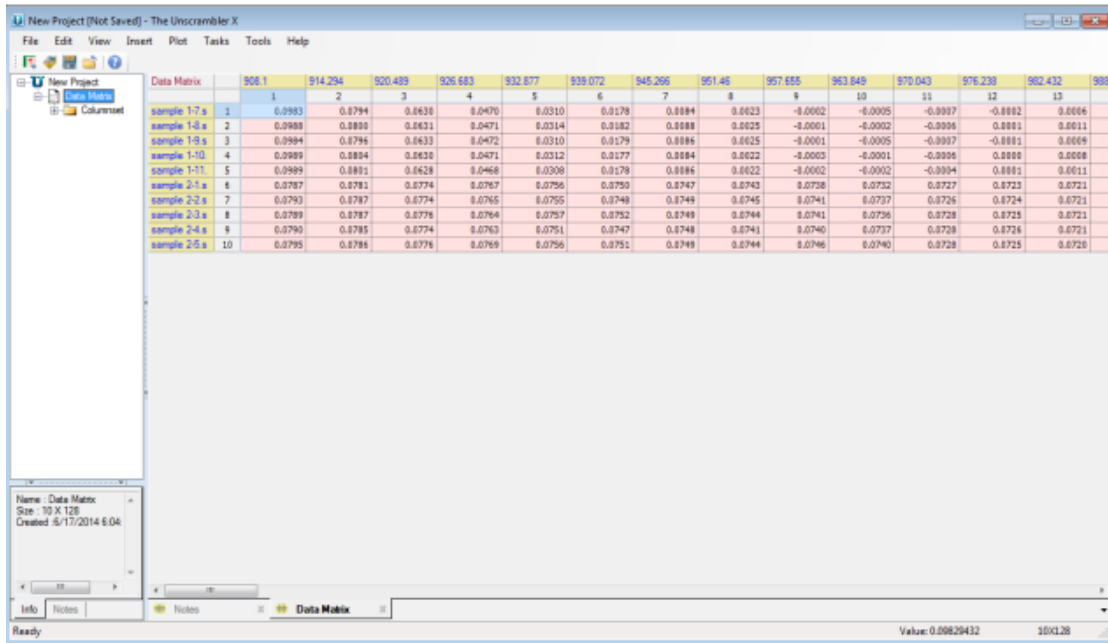 New Project [Not Saved] - The Unscrambler X
File Edit View Insert Plot Tasks Tools Help
New Project
Data Matrix
Columnset
Data Matrix 908.1 914.294 920.489 926.683 932.877 939.072 945.266 951.46 957.655 963.849 970.043 976.238 982.432 988
1 2 3 4 5 6 7 8 9 10 11 12 13
sample 1-7.s 1 0.0983 0.0794 0.0630 0.0470 0.0310 0.0178 0.0084 0.0023 -0.0002 -0.0005 -0.0007 -0.0002 0.0006
sample 1-8.s 2 0.0988 0.0800 0.0631 0.0471 0.0314 0.0182 0.0088 0.0025 -0.0001 -0.0002 -0.0006 0.0001 0.0011
sample 1-9.s 3 0.0984 0.0796 0.0633 0.0472 0.0310 0.0179 0.0086 0.0025 -0.0001 -0.0005 -0.0007 -0.0001 0.0009
sample 1-10. 4 0.0989 0.0804 0.0630 0.0471 0.0312 0.0177 0.0084 0.0022 -0.0003 -0.0001 -0.0006 0.0000 0.0008
sample 1-11. 5 0.0989 0.0801 0.0628 0.0468 0.0308 0.0178 0.0086 0.0022 -0.0002 -0.0002 -0.0004 0.0001 0.0011
sample 2-1.s 6 0.0787 0.0781 0.0774 0.0767 0.0756 0.0750 0.0747 0.0743 0.0738 0.0732 0.0727 0.0723 0.0721
sample 2-2.s 7 0.0793 0.0787 0.0774 0.0765 0.0755 0.0748 0.0749 0.0745 0.0741 0.0737 0.0726 0.0724 0.0721
sample 2-3.s 8 0.0789 0.0787 0.0776 0.0764 0.0757 0.0752 0.0749 0.0744 0.0741 0.0736 0.0728 0.0725 0.0721
sample 2-4.s 9 0.0790 0.0785 0.0774 0.0763 0.0751 0.0747 0.0748 0.0741 0.0740 0.0737 0.0728 0.0726 0.0721
sample 2-5.s 10 0.0795 0.0786 0.0776 0.0769 0.0756 0.0751 0.0749 0.0744 0.0746 0.0740 0.0728 0.0725 0.0720
Name : Data Matrix
Size : 10 X 128
Created :6/17/2014 6:04:
Info Notes
Notes Data Matrix
Ready Value: 0.09829432 10X128